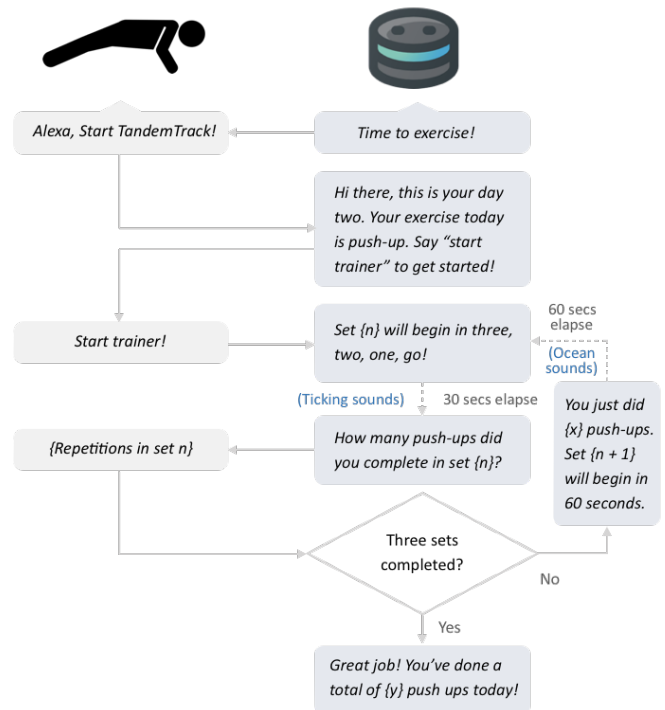 Alexa, Start TandemTrack!
Time to exercise!
Hi there, this is your day
two. Your exercise today
is push-up. Say “start
trainer” to get started!
Start trainer!
Set {n} will begin in three,
two, one, go!
60 secs
elapse
(Ocean
sounds)
(Ticking sounds)
30 secs elapse
You just did
{x} push-ups.
Set {n + 1}
will begin in
60 seconds.
{Repetitions in set n}
How many push-ups did
you complete in set {n}?
Three sets
completed?
No
Yes
Great job! You’ve done a
total of {y} push ups today!